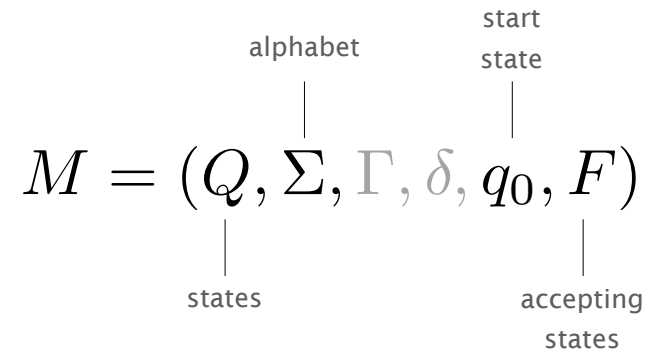 start
alphabet
state
M = (Q, Σ, Γ, δ, q₀, F)
states
accepting
states